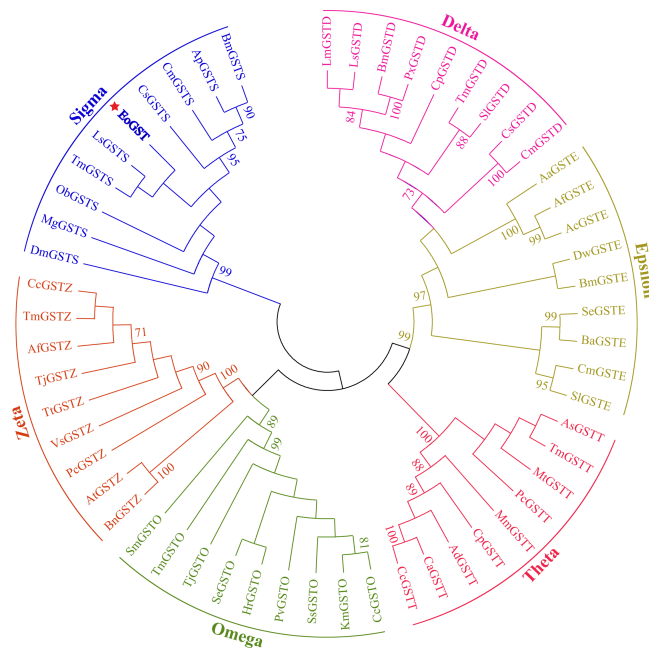 Delta
LmGSTD
LsGSTD
BmGSTD
PxGSTD
CpGSTD
TmGSTD
SlGSTD
CsGSTD
CmGSTD
84
100
88
100
73
Epsilon
AaGSTE
AfGSTE
AcGSTE
DwGSTE
BmGSTE
SeGSTE
BaGSTE
CmGSTE
SlGSTE
100
99
97
99
99
95
Theta
AsGSTT
TmGSTT
MtGSTT
PcGSTT
MmGSTT
CpGSTT
AdGSTT
CaGSTT
CcGSTT
100
88
89
100
Omega
CcGSTO
KmGSTO
SsGSTO
PvGSTO
HrGSTO
ScGSTO
TjGSTO
TmGSTO
SmGSTO
81
99
89
Zeta
BnGSTZ
AtGSTZ
PcGSTZ
VsGSTZ
TtGSTZ
TjGSTZ
AfGSTZ
TmGSTZ
CcGSTZ
100
100
90
71
Sigma
DmGSTS
MgGSTS
ObGSTS
TmGSTS
LsGSTS
EoGST
CsGSTS
CmGSTS
ApGSTS
BmGSTS
99
95
75
90